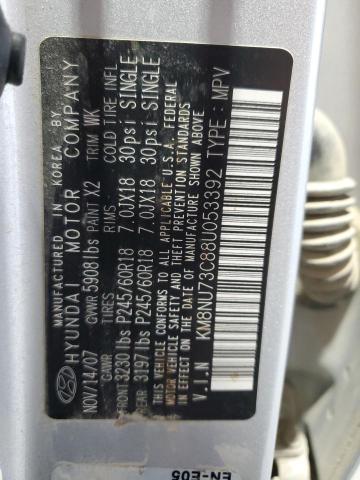 MANUFACTURED IN KOREA BY
HYUNDAI MOTOR COMPANY
NOV/14/07 GVWR 5908lbs PAINT X2 TRIM MK
GAWR TIRES RIMS COLD TIRE INFL
FRONT 3230lbs P245/60R18 7.0JX18 30psi SINGLE
RR 3197lbs P245/60R18 7.0JX18 30psi SINGLE
THIS VEHICLE CONFORMS TO ALL APPLICABLE U.S.A. FEDERAL
MOTOR VEHICLE SAFETY, BUMPER, AND THEFT PREVENTION STANDARDS
IN EFFECT ON THE DATE OF MANUFACTURE SHOWN ABOVE
V.I.N KM8NU73C88U053392 TYPE : MPV
EN-E05